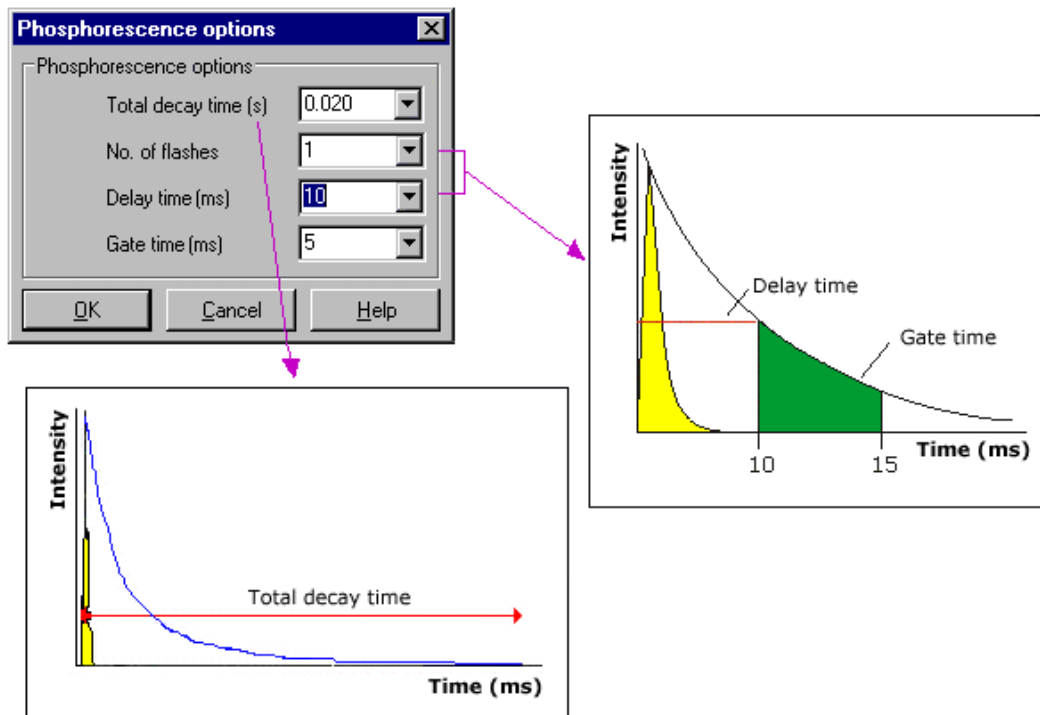 Phosphorescence options
Phosphorescence options
Total decay time (s)
0.020
No. of flashes
1
Delay time (ms)
10
Gate time (ms)
5
OK
Cancel
Help
Intensity
Delay time
Gate time
Time (ms)
10
15
Intensity
Total decay time
Time (ms)